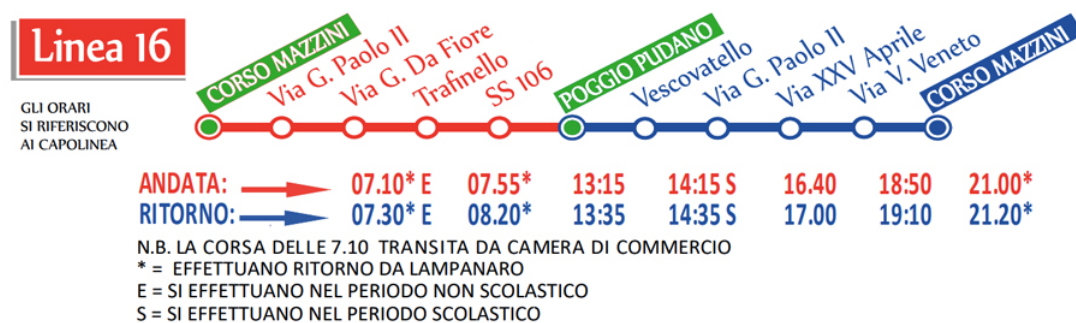 Linea 16
GLI ORARI
SI RIFERISCONO
AI CAPOLINEA
CORSO MAZZINI
Via G. Paolo II
Via G. Da Fiore
Trafinello
SS 106
POGGIO PUDANO
Vescovatello
Via G. Paolo II
Via XXV Aprile
Via V. Veneto
CORSO MAZZINI
ANDATA: 07.10* E 07.55* 13:15 14:15 S 16.40 18:50 21.00*
RITORNO: 07.30* E 08.20* 13:35 14:35 S 17.00 19:10 21.20*
N.B. LA CORSA DELLE 7.10 TRANSITA DA CAMERA DI COMMERCIO
* = EFFETTUANO RITORNO DA LAMPANARO
E = SI EFFETTUANO NEL PERIODO NON SCOLASTICO
S = SI EFFETTUANO NEL PERIODO SCOLASTICO